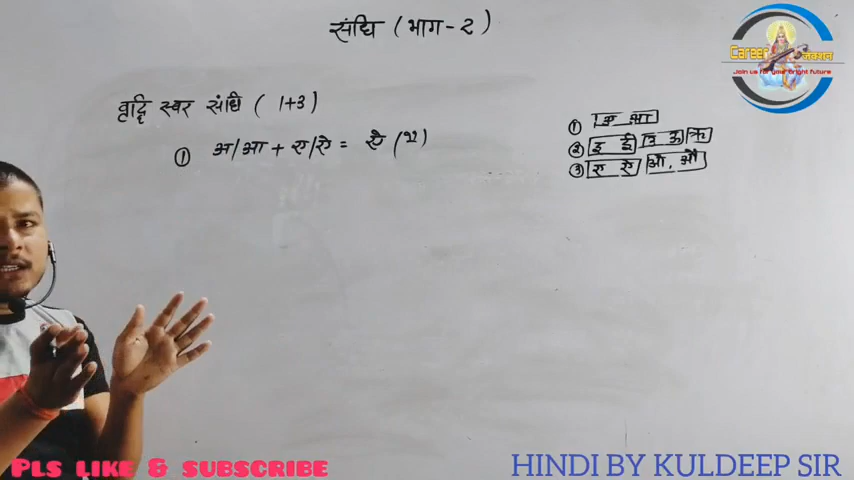 संधि (भाग-2)
Career जंक्शन
Join us for your bright future
वृद्धि स्वर संधि (1+3)
① अ/आ + ए/ऐ = ऐ (ै)
① अ आ
② इ ई उ ऊ ऋ
③ ए ऐ ओ, औ
PLS LIKE & SUBSCRIBE
HINDI BY KULDEEP SIR